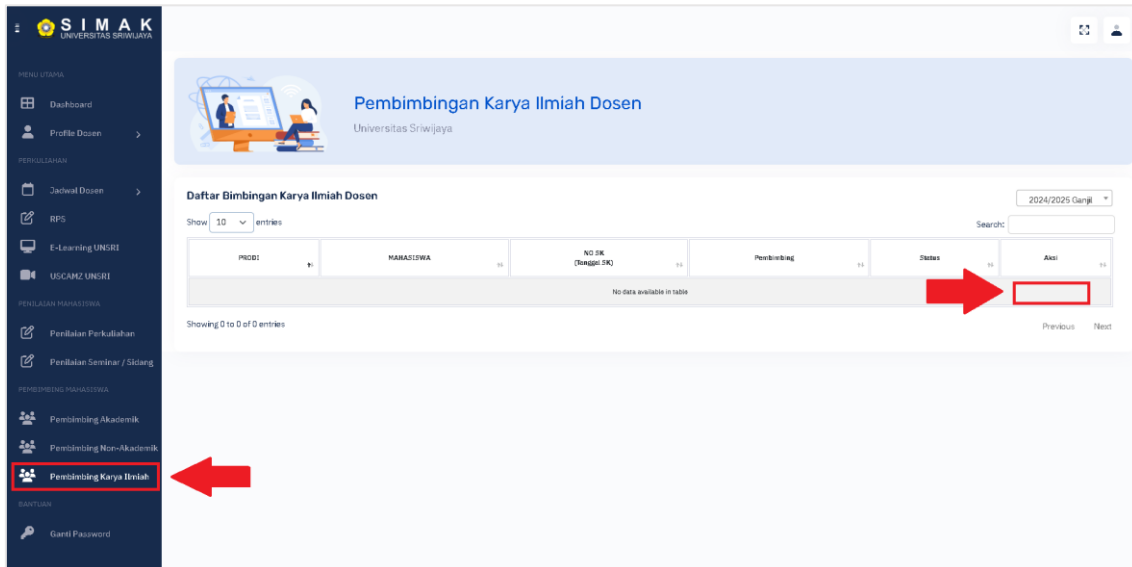 SIMAK
UNIVERSITAS SRIWIJAYA
MENU UTAMA
Dashboard
Profile Dosen
PERKULIAHAN
Jadwal Dosen
RPS
E-Learning UNSRI
USCAMZ UNSRI
PENILAIAN MAHASISWA
Penilaian Perkuliahan
Penilaian Seminar / Sidang
PEMBIMBING MAHASISWA
Pembimbing Akademik
Pembimbing Non-Akademik
Pembimbing Karya Ilmiah
BANTUAN
Ganti Password
Pembimbingan Karya Ilmiah Dosen
Universitas Sriwijaya
Daftar Bimbingan Karya Ilmiah Dosen
2024/2025 Ganjil
Show 10 entries
Search:
PRODI MAHASISWA NO SK Pembimbing Status Aksi
(Tanggal SK)
No data available in table
Showing 0 to 0 of 0 entries
Previous Next